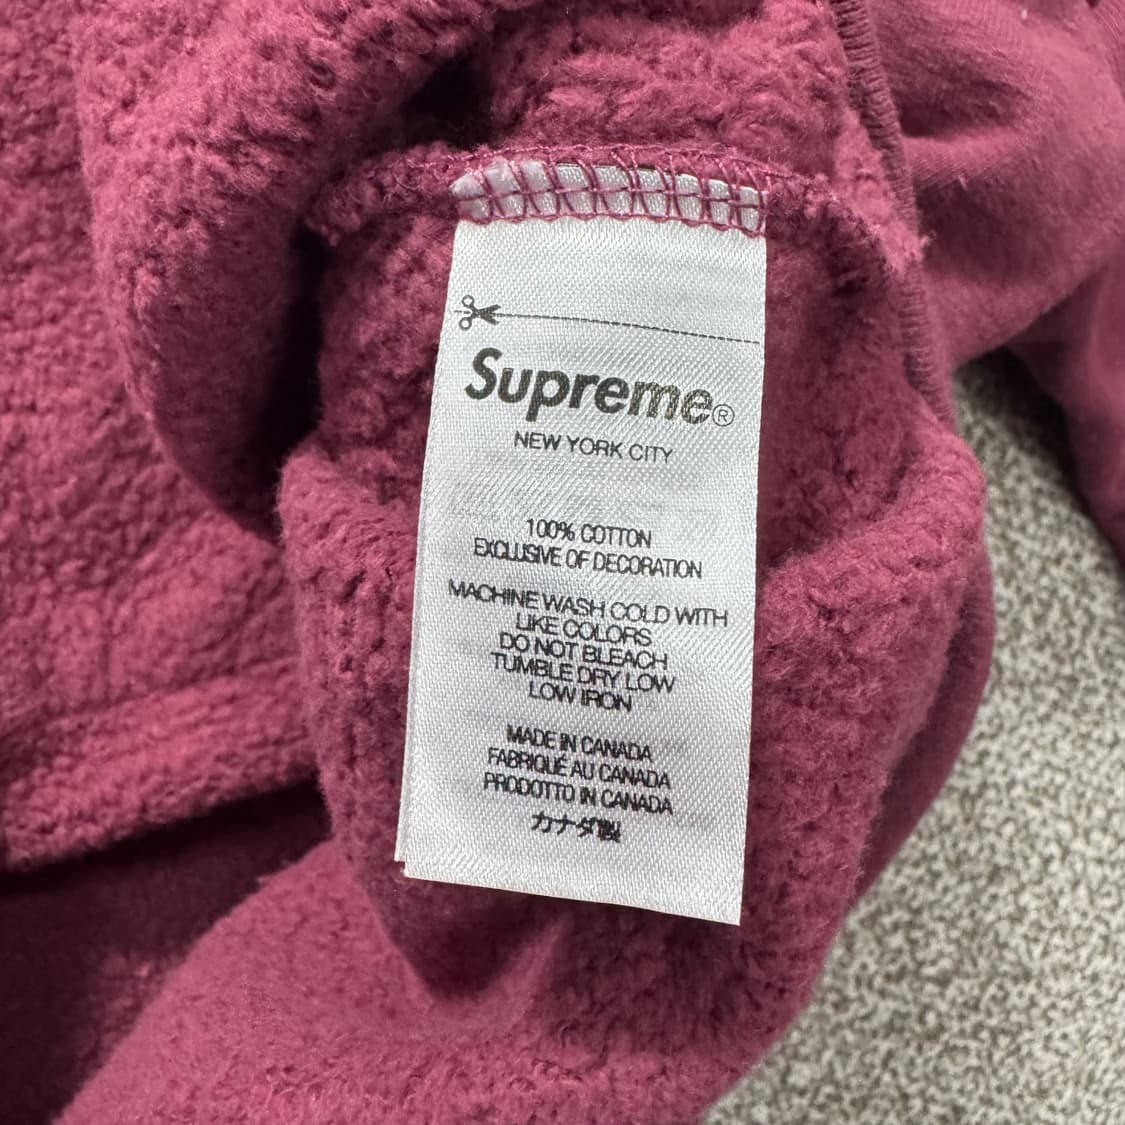 Supreme®
NEW YORK CITY
100% COTTON
EXCLUSIVE OF DECORATION
MACHINE WASH COLD WITH
LIKE COLORS
DO NOT BLEACH
TUMBLE DRY LOW
LOW IRON
MADE IN CANADA
FABRIQUÉ AU CANADA
PRODOTTO IN CANADA
カナダ製